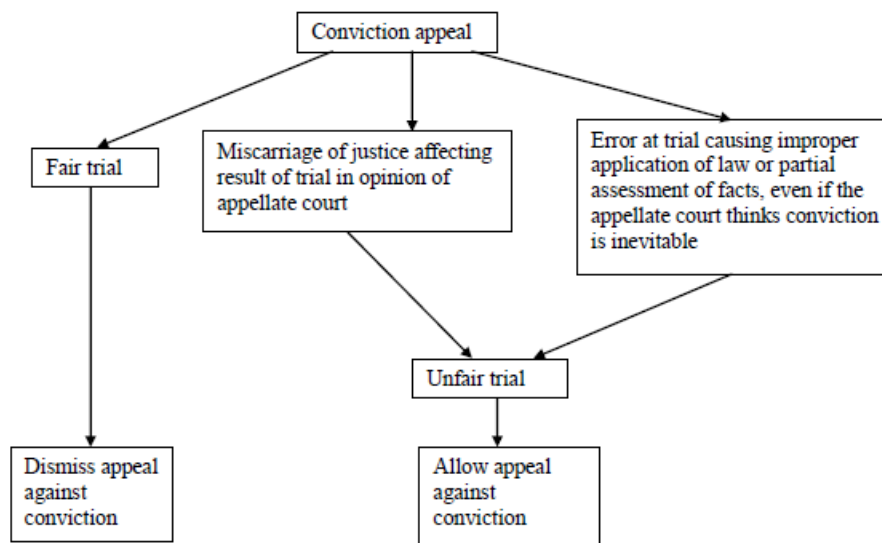 Conviction appeal
Fair trial
Miscarriage of justice affecting
result of trial in opinion of
appellate court
Error at trial causing improper
application of law or partial
assessment of facts, even if the
appellate court thinks conviction
is inevitable
Unfair trial
Dismiss appeal
against
conviction
Allow appeal
against
conviction